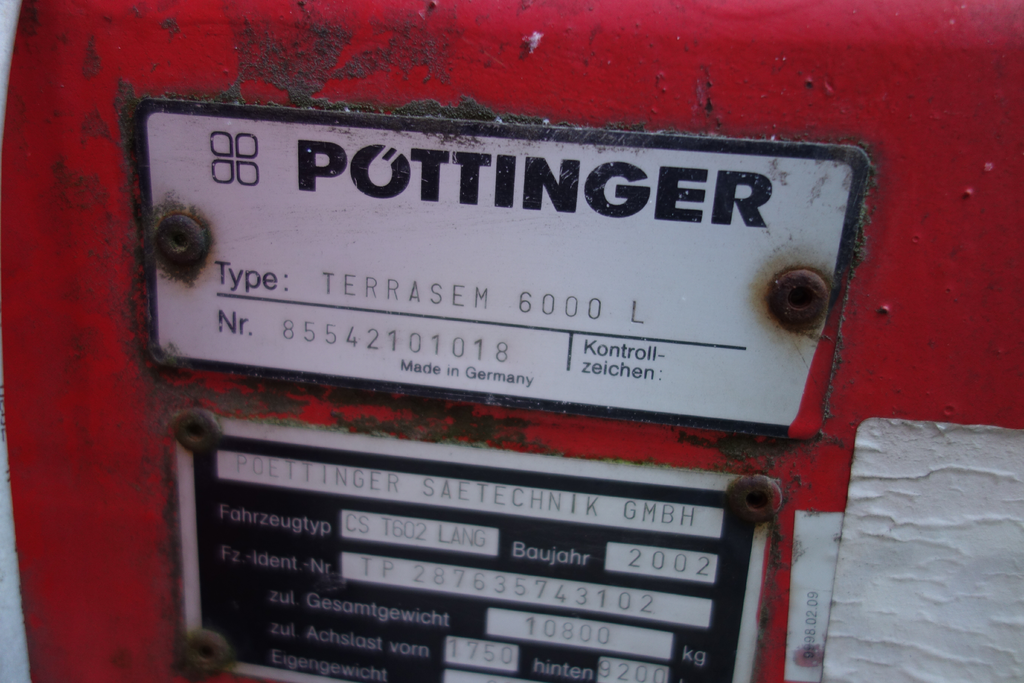 PÖTTINGER
Type: TERRASEM 6000 L
Nr. 85542101018
Kontroll-
zeichen:
Made in Germany
POETTINGER SAETECHNIK GMBH
Fahrzeugtyp CS T602 LANG Baujahr 2002
Fz.-Ident.-Nr. TP 287635743102
zul. Gesamtgewicht 10800 kg
zul. Achslast vorn 1750 hinten 9200
Eigengewicht